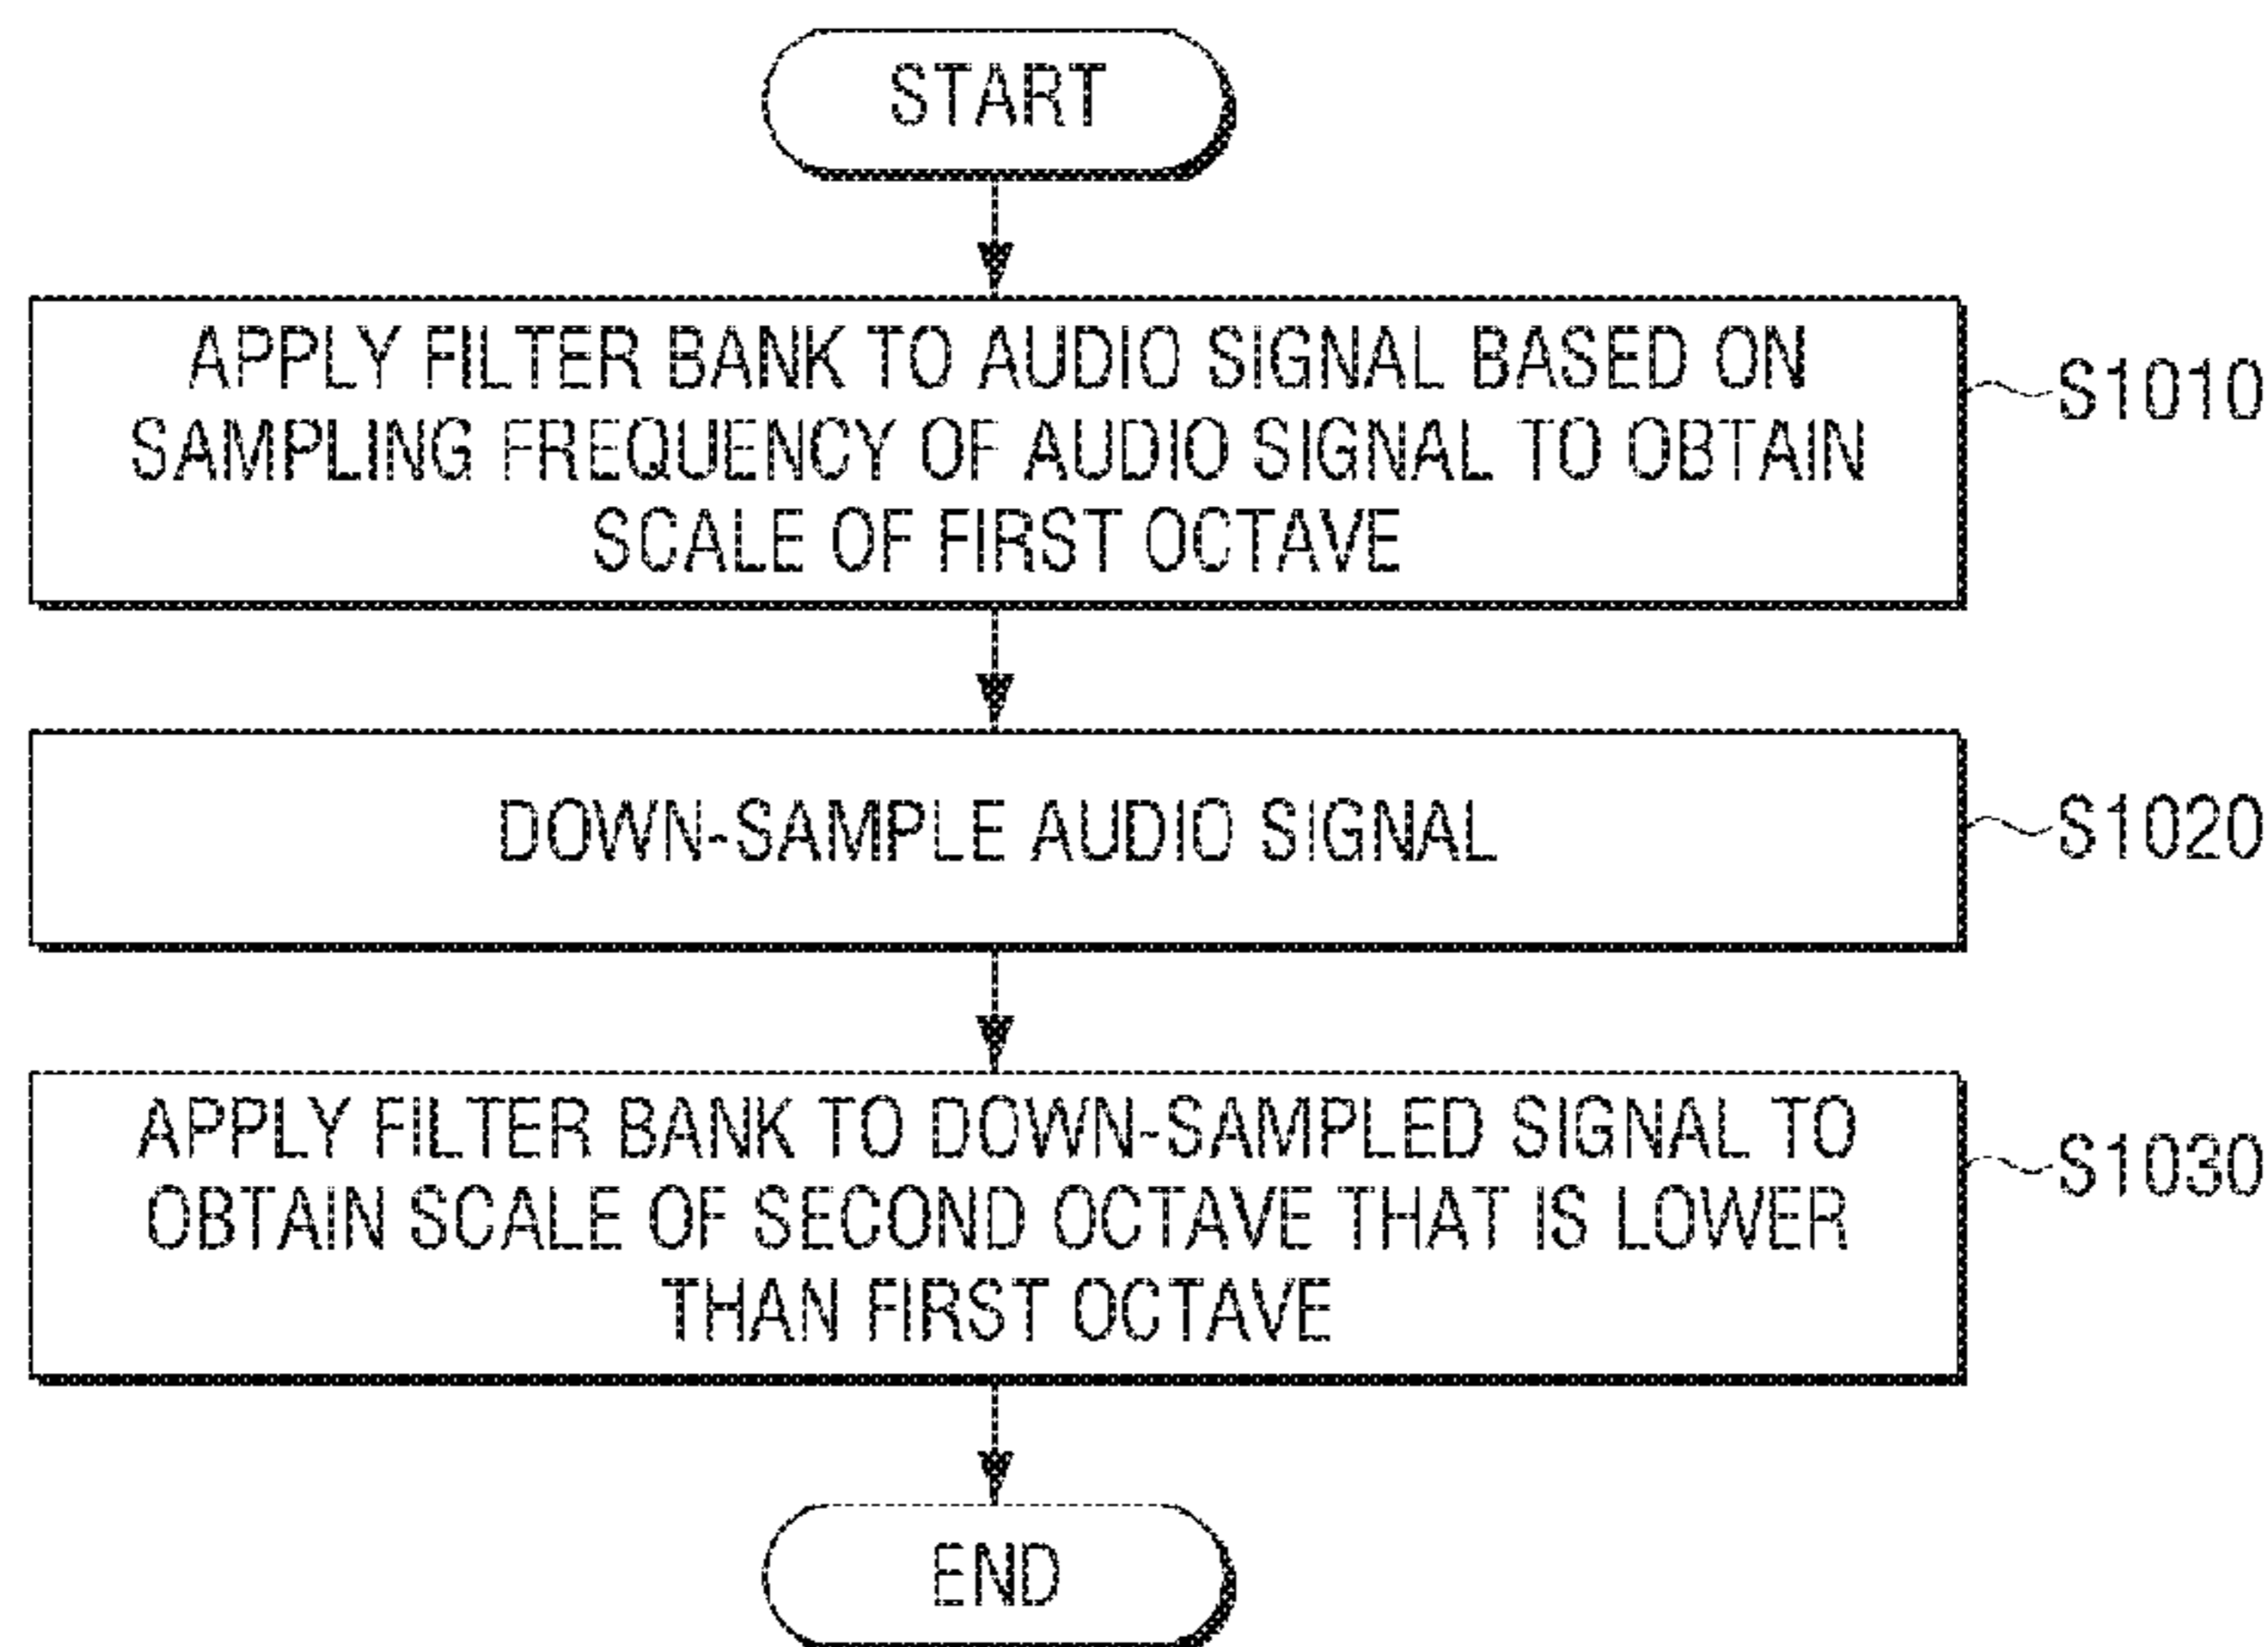 START
APPLY FILTER BANK TO AUDIO SIGNAL BASED ON
SAMPLING FREQUENCY OF AUDIO SIGNAL TO OBTAIN
SCALE OF FIRST OCTAVE
S1010
DOWN-SAMPLE AUDIO SIGNAL
S1020
APPLY FILTER BANK TO DOWN-SAMPLED SIGNAL TO
OBTAIN SCALE OF SECOND OCTAVE THAT IS LOWER
THAN FIRST OCTAVE
S1030
END